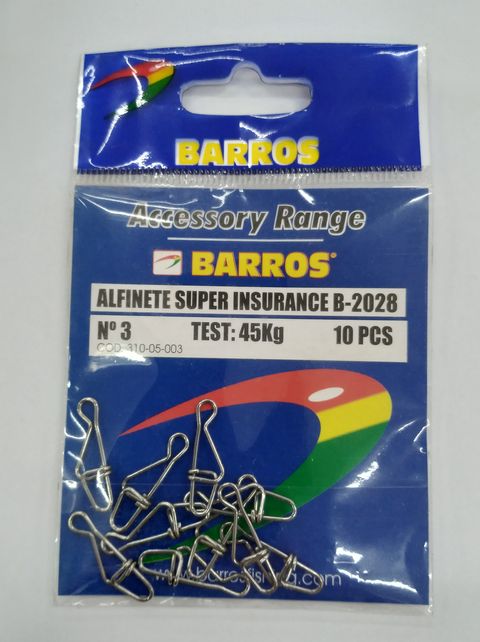 BARROS
Accessory Range
BARROS®
ALFINETE SUPER INSURANCE B-2028
Nº 3 TEST: 45Kg 10 PCS
COD: 310-05-003